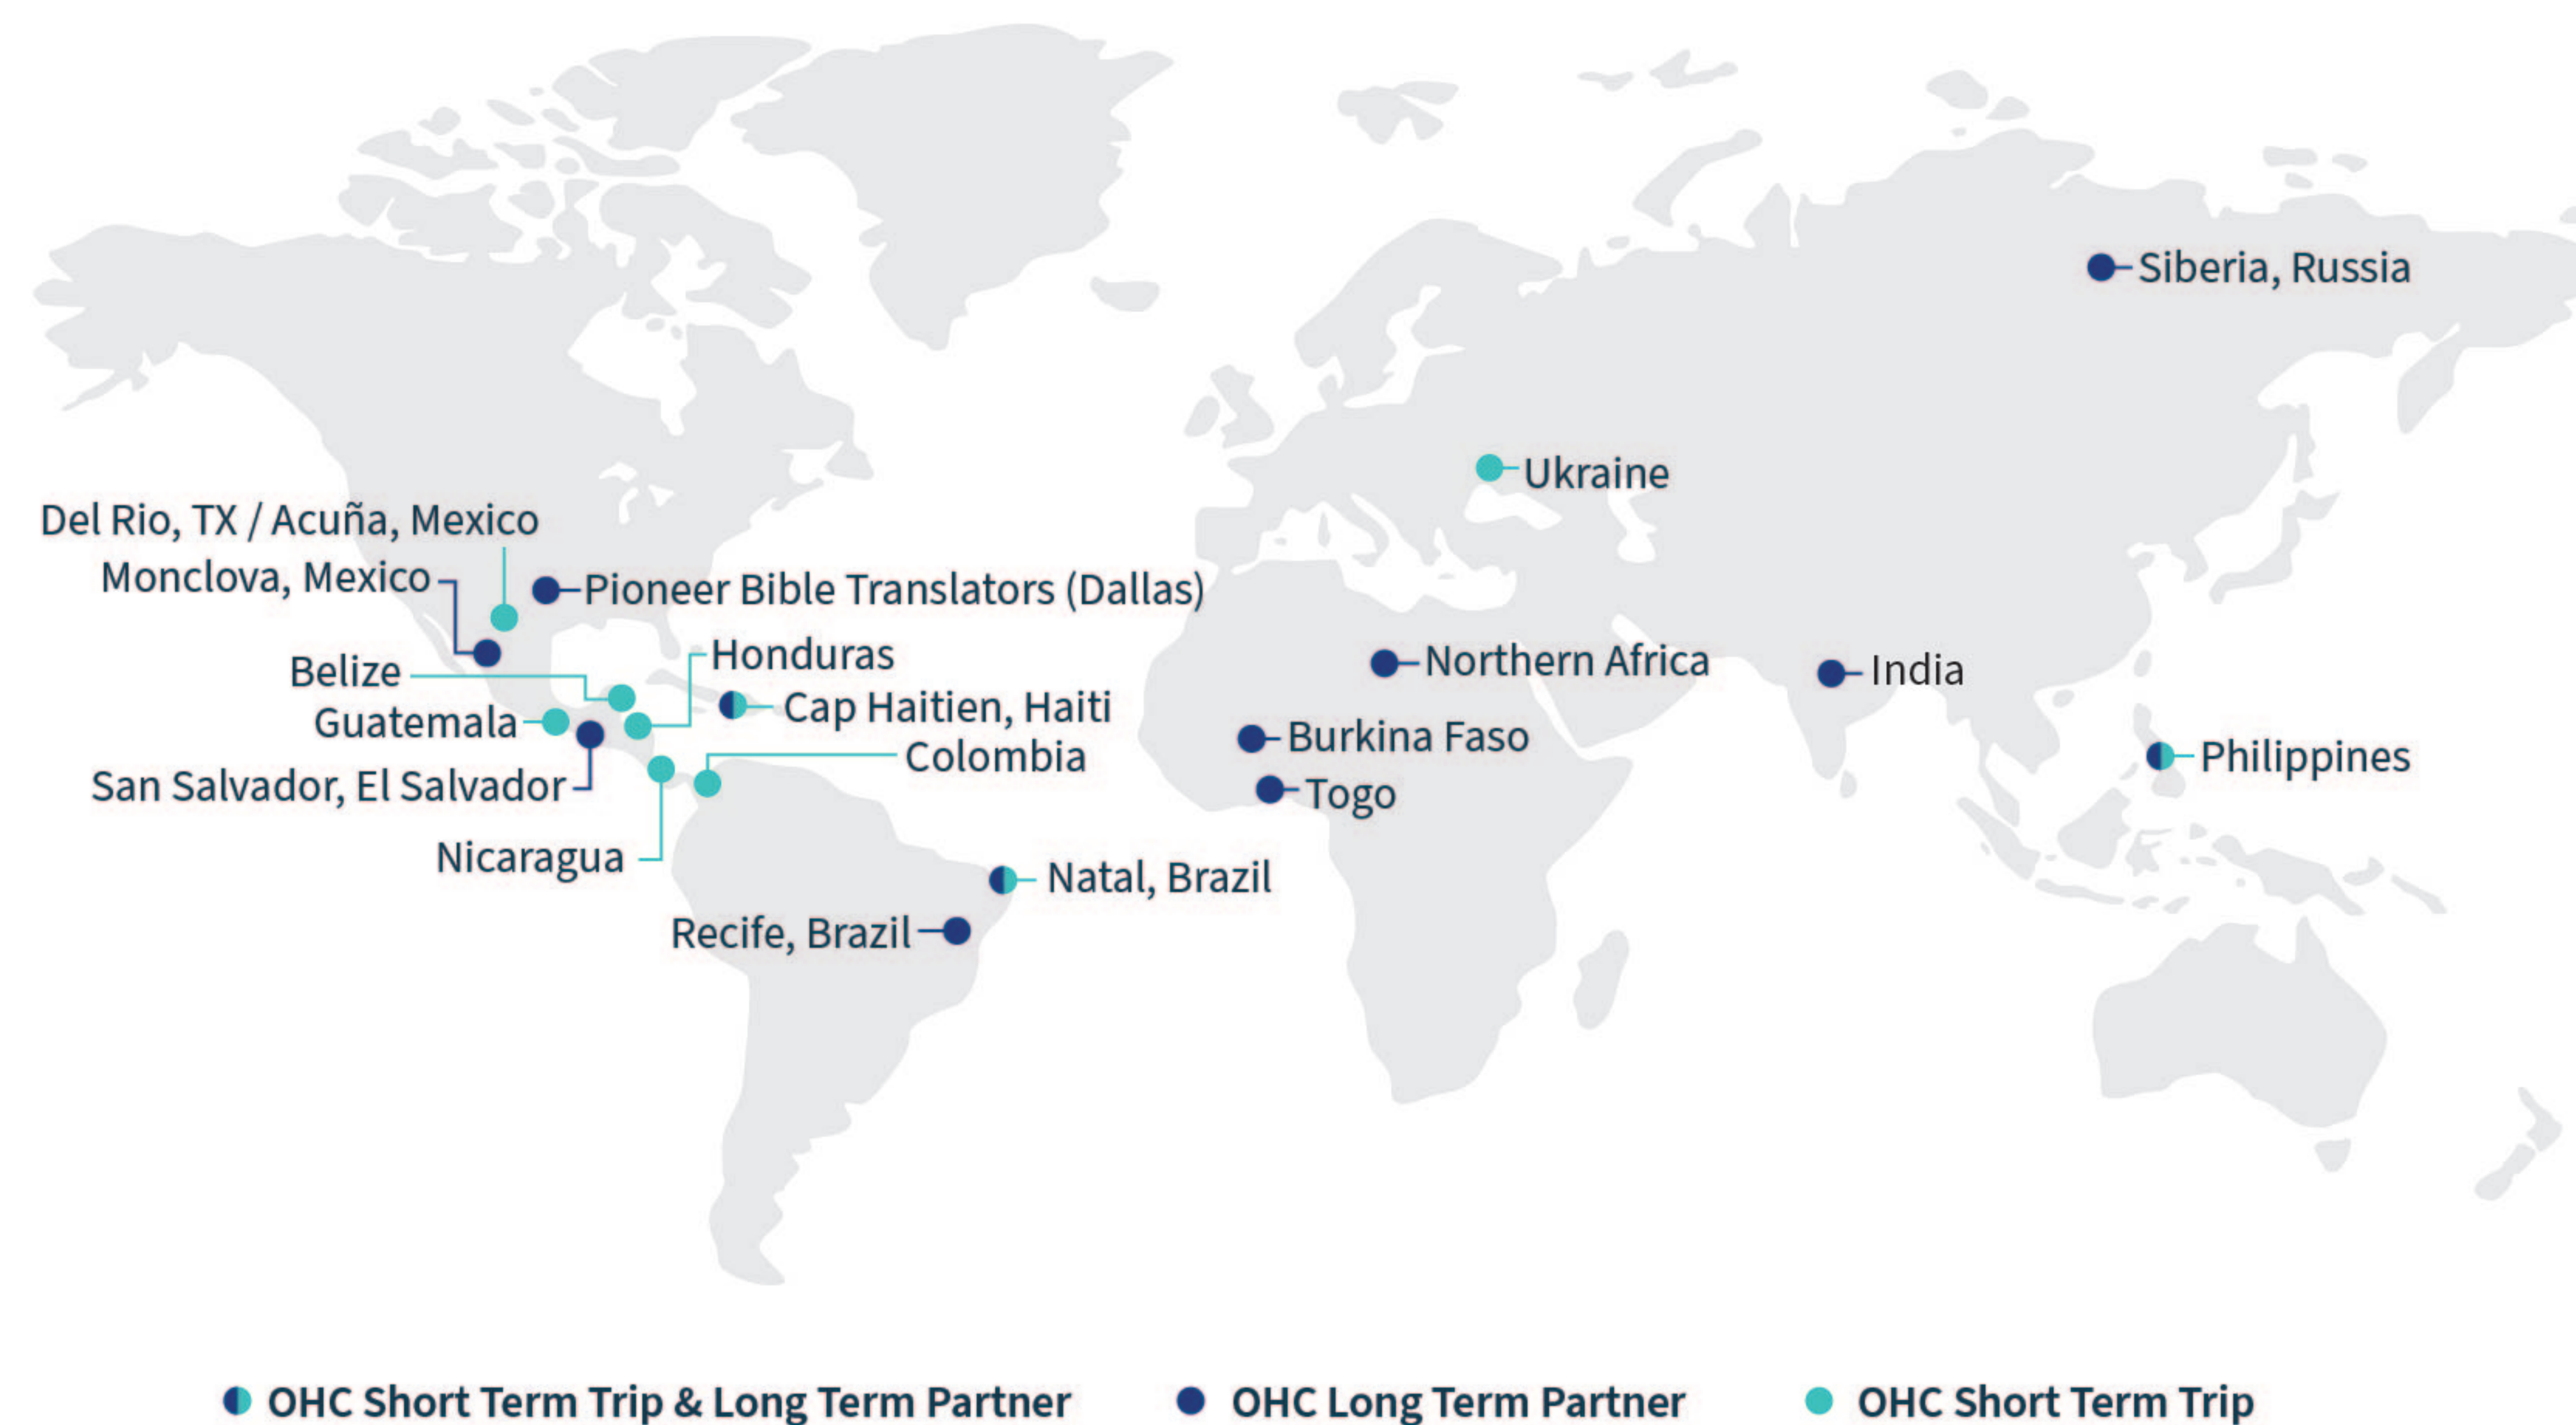 Siberia, Russia
Ukraine
Del Rio, TX / Acuña, Mexico
Monclova, Mexico
Pioneer Bible Translators (Dallas)
Honduras
Northern Africa
India
Belize
Cap Haitien, Haiti
Guatemala
Burkina Faso
Colombia
Philippines
San Salvador, El Salvador
Togo
Nicaragua
Natal, Brazil
Recife, Brazil
OHC Short Term Trip & Long Term Partner
OHC Long Term Partner
OHC Short Term Trip